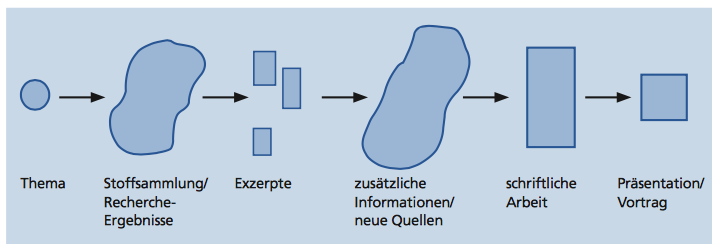 Thema
Stoffsammlung/
Recherche-
Ergebnisse
Exzerpte
zusätzliche
Informationen/
neue Quellen
schriftliche
Arbeit
Präsentation/
Vortrag